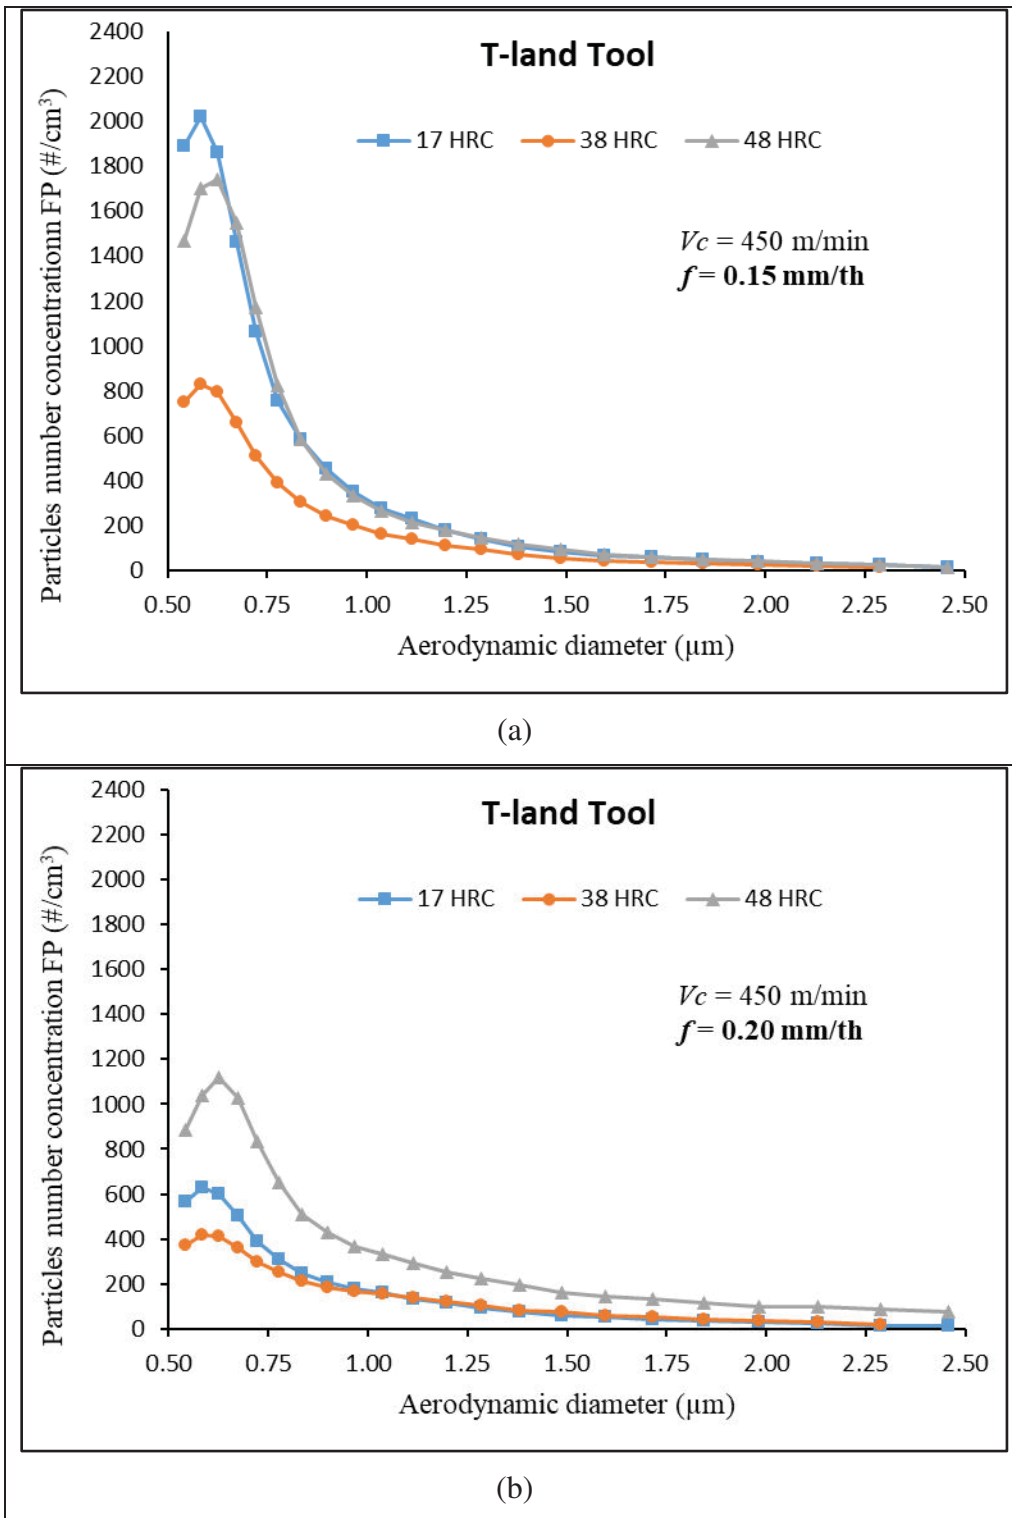 T-land Tool
17 HRC 38 HRC 48 HRC
Vc = 450 m/min
f = 0.15 mm/th
Particles number concentrationn FP (#/cm³)
2400
2200
2000
1800
1600
1400
1200
1000
800
600
400
200
0
0.50 0.75 1.00 1.25 1.50 1.75 2.00 2.25 2.50
Aerodynamic diameter (µm)
(a)
T-land Tool
17 HRC 38 HRC 48 HRC
Vc = 450 m/min
f = 0.20 mm/th
Particles number concentration FP (#/cm³)
2400
2200
2000
1800
1600
1400
1200
1000
800
600
400
200
0
0.50 0.75 1.00 1.25 1.50 1.75 2.00 2.25 2.50
Aerodynamic diameter (µm)
(b)